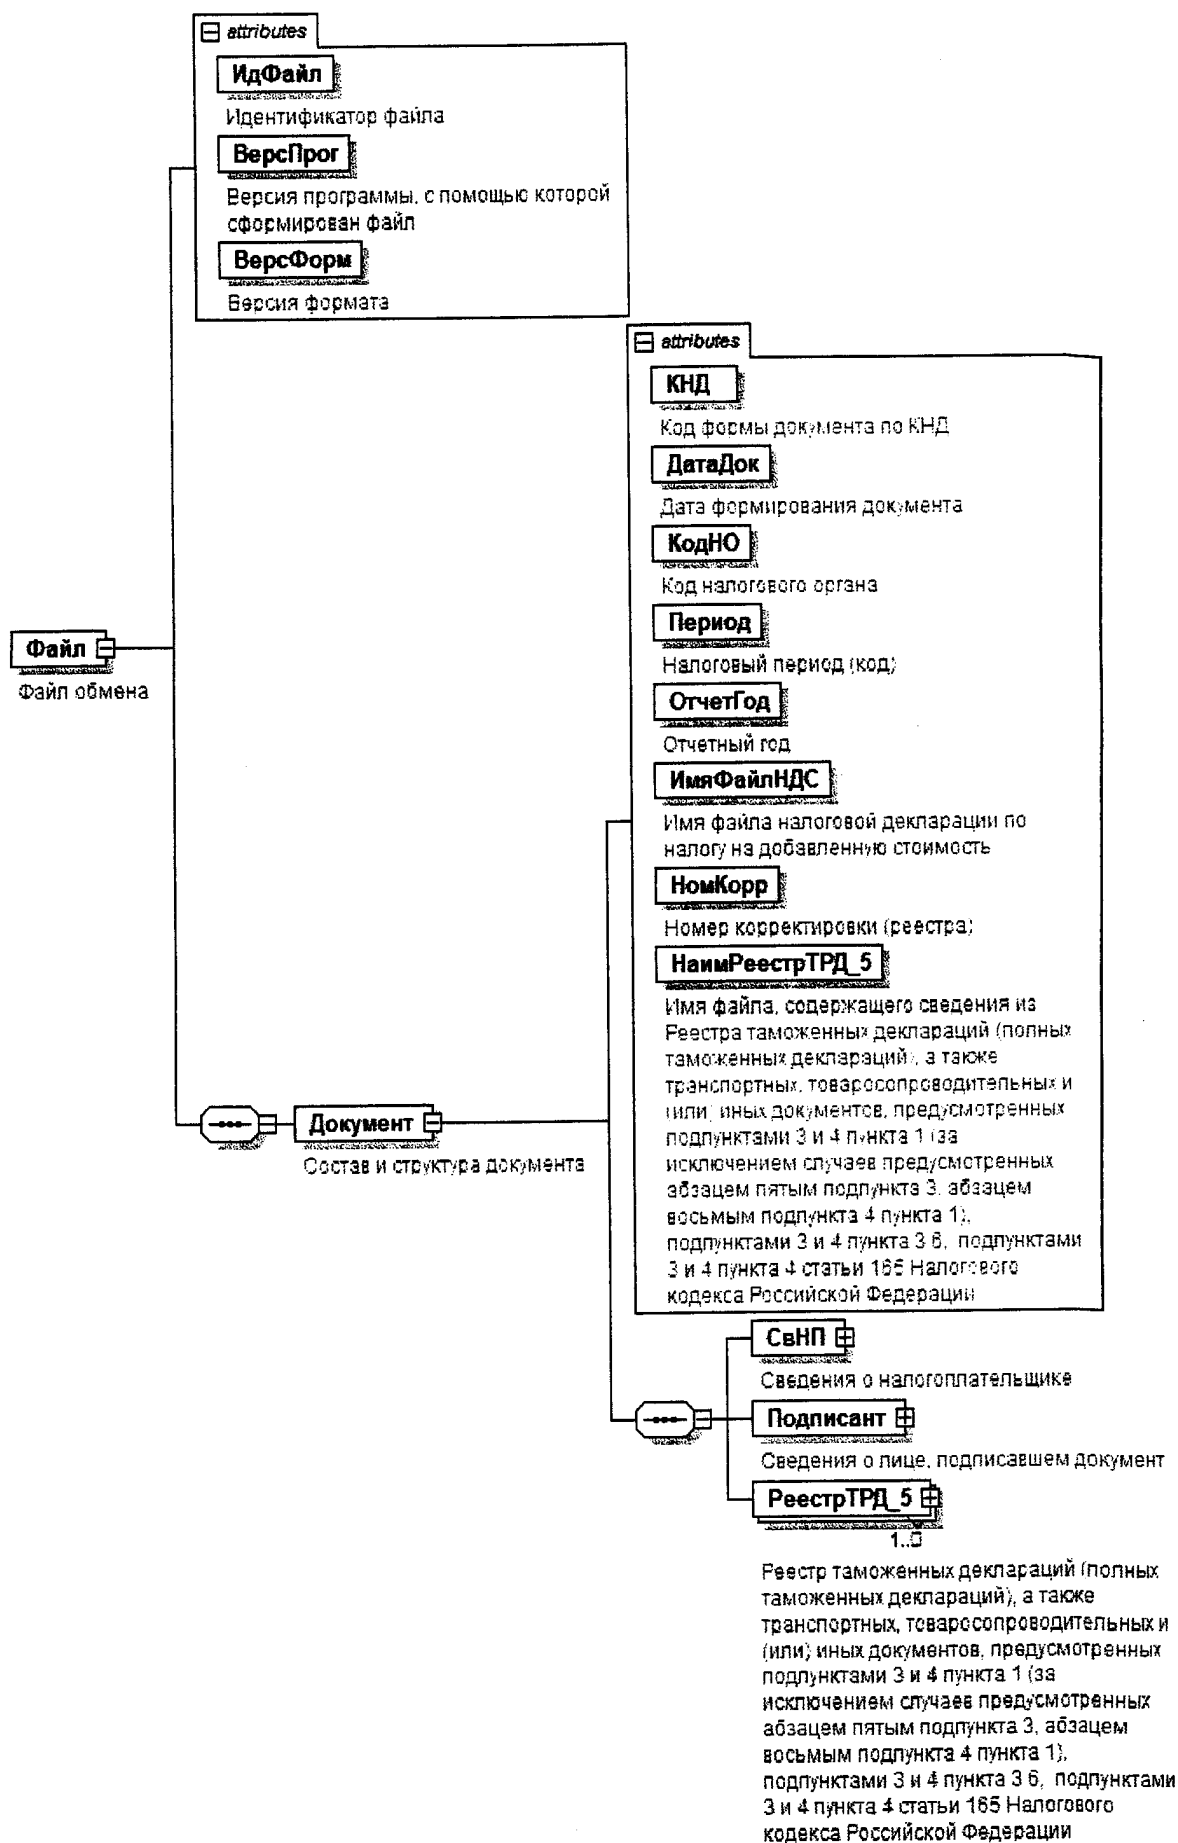 attributes
ИдФайл
Идентификатор файла
ВерсПрог
Версия программы, с помощью которой
сформирован файл
ВерсФорм
Версия формата
attributes
КНД
Код формы документа по КНД
ДатаДок
Дата формирования документа
КодНО
Код налогового органа
Период
Налоговый период (код)
ОтчетГод
Отчетный год
ИмяФайлНДС
Имя файла налоговой декларации по
налогу на добавленную стоимость
НомКорр
Номер корректировки (реестра)
НаимРеестрТРД_5
Имя файла, содержащего сведения из
Реестра таможенных деклараций (полных
таможенных деклараций), а также
транспортных, товаросопроводительных и
(или) иных документов, предусмотренных
подпунктами 3 и 4 пункта 1 (за
исключением случаев предусмотренных
абзацем пятым подпункта 3, абзацем
восьмым подпункта 4 пункта 1),
подпунктами 3 и 4 пункта 3 6, подпунктами
3 и 4 пункта 4 статьи 165 Налогового
кодекса Российской Федерации
Файл
Файл обмена
Документ
Состав и структура документа
СвНП
Сведения о налогоплательщике
Подписант
Сведения о лице, подписавшем документ
РеестрТРД_5
1..
Реестр таможенных деклараций (полных
таможенных деклараций), а также
транспортных, товаросопроводительных и
(или) иных документов, предусмотренных
подпунктами 3 и 4 пункта 1 (за
исключением случаев предусмотренных
абзацем пятым подпункта 3, абзацем
восьмым подпункта 4 пункта 1),
подпунктами 3 и 4 пункта 3 6, подпунктами
3 и 4 пункта 4 статьи 165 Налогового
кодекса Российской Федерации